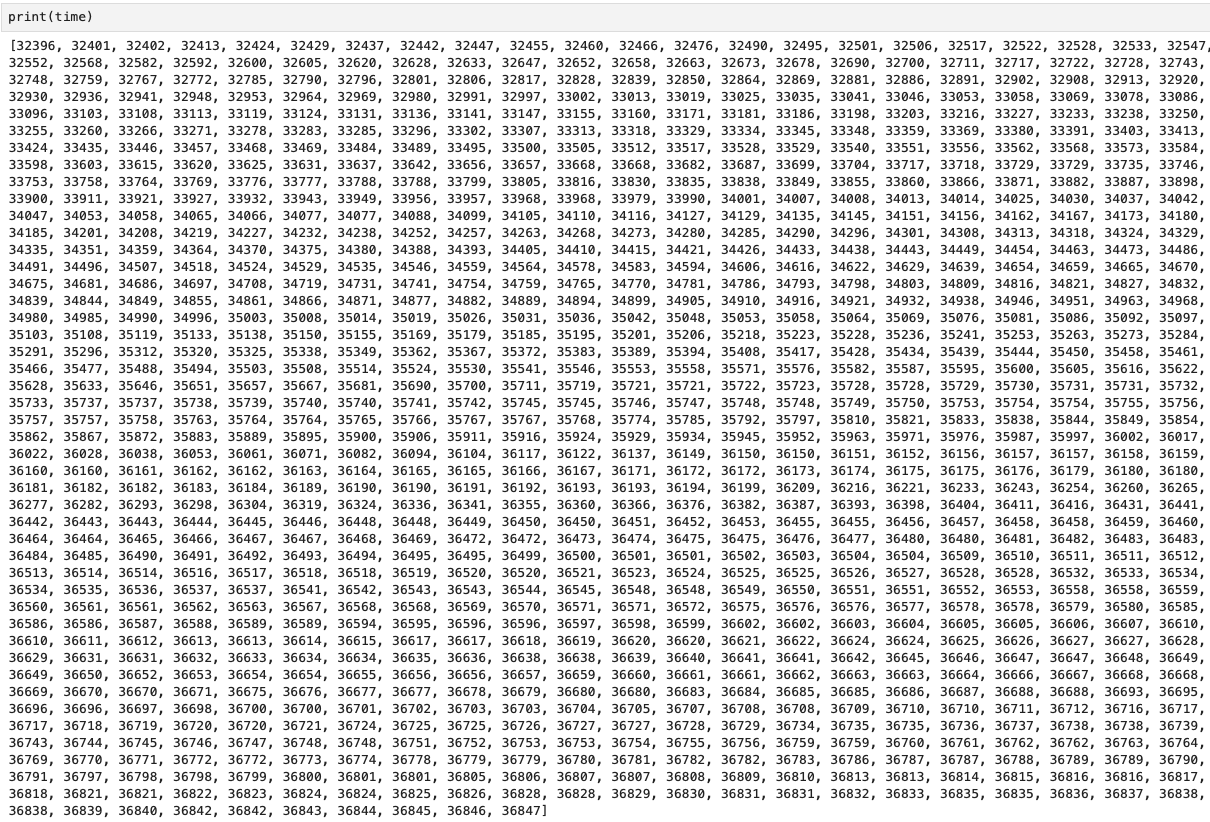 print(time)
[32396, 32401, 32402, 32413, 32424, 32429, 32437, 32442, 32447, 32455, 32460, 32466, 32476, 32490, 32495, 32501, 32506, 32517, 32522, 32528, 32533, 32547,
32552, 32568, 32582, 32592, 32600, 32605, 32620, 32628, 32633, 32647, 32652, 32658, 32663, 32673, 32678, 32690, 32700, 32711, 32717, 32722, 32728, 32743,
32748, 32759, 32767, 32772, 32785, 32790, 32796, 32801, 32806, 32817, 32828, 32839, 32850, 32864, 32869, 32881, 32886, 32891, 32902, 32908, 32913, 32920,
32930, 32936, 32941, 32948, 32953, 32964, 32969, 32980, 32991, 32997, 33002, 33013, 33019, 33025, 33035, 33041, 33046, 33053, 33058, 33069, 33078, 33086,
33096, 33103, 33108, 33113, 33119, 33124, 33131, 33136, 33141, 33147, 33155, 33160, 33171, 33181, 33186, 33198, 33203, 33216, 33227, 33233, 33238, 33250,
33255, 33260, 33266, 33271, 33278, 33283, 33285, 33296, 33302, 33307, 33313, 33318, 33329, 33334, 33345, 33348, 33359, 33369, 33380, 33391, 33403, 33413,
33424, 33435, 33446, 33457, 33468, 33469, 33484, 33489, 33495, 33500, 33505, 33512, 33517, 33528, 33529, 33540, 33551, 33556, 33562, 33568, 33573, 33584,
33598, 33603, 33615, 33620, 33625, 33631, 33637, 33642, 33656, 33657, 33668, 33668, 33682, 33687, 33699, 33704, 33717, 33718, 33729, 33729, 33735, 33746,
33753, 33758, 33764, 33769, 33776, 33777, 33788, 33788, 33799, 33805, 33816, 33830, 33835, 33838, 33849, 33855, 33860, 33866, 33871, 33882, 33887, 33898,
33900, 33911, 33921, 33927, 33932, 33943, 33949, 33956, 33957, 33968, 33968, 33979, 33990, 34001, 34007, 34008, 34013, 34014, 34025, 34030, 34037, 34042,
34047, 34053, 34058, 34065, 34066, 34077, 34077, 34088, 34099, 34105, 34110, 34116, 34127, 34129, 34135, 34145, 34151, 34156, 34162, 34167, 34173, 34180,
34185, 34201, 34208, 34219, 34227, 34232, 34238, 34252, 34257, 34263, 34268, 34273, 34280, 34285, 34290, 34296, 34301, 34308, 34313, 34318, 34324, 34329,
34335, 34351, 34359, 34364, 34370, 34375, 34380, 34388, 34393, 34405, 34410, 34415, 34421, 34426, 34433, 34438, 34443, 34449, 34454, 34463, 34473, 34486,
34491, 34496, 34507, 34518, 34524, 34529, 34535, 34546, 34559, 34564, 34578, 34583, 34594, 34606, 34616, 34622, 34629, 34639, 34654, 34659, 34665, 34670,
34675, 34681, 34686, 34697, 34708, 34719, 34731, 34741, 34754, 34759, 34765, 34770, 34781, 34786, 34793, 34798, 34803, 34809, 34816, 34821, 34827, 34832,
34839, 34844, 34849, 34855, 34861, 34866, 34871, 34877, 34882, 34889, 34894, 34899, 34905, 34910, 34916, 34921, 34932, 34938, 34946, 34951, 34963, 34968,
34980, 34985, 34990, 34996, 35003, 35008, 35014, 35019, 35026, 35031, 35036, 35042, 35048, 35053, 35058, 35064, 35069, 35076, 35081, 35086, 35092, 35097,
35103, 35108, 35119, 35133, 35138, 35150, 35155, 35169, 35179, 35185, 35195, 35201, 35206, 35218, 35223, 35228, 35236, 35241, 35253, 35263, 35273, 35284,
35291, 35296, 35312, 35320, 35325, 35338, 35349, 35362, 35367, 35372, 35383, 35389, 35394, 35408, 35417, 35428, 35434, 35439, 35444, 35450, 35458, 35461,
35466, 35477, 35488, 35494, 35503, 35508, 35514, 35524, 35530, 35541, 35546, 35553, 35558, 35571, 35576, 35582, 35587, 35595, 35600, 35605, 35616, 35622,
35628, 35633, 35646, 35651, 35657, 35667, 35681, 35690, 35700, 35711, 35719, 35721, 35721, 35722, 35723, 35728, 35728, 35729, 35730, 35731, 35731, 35732,
35733, 35737, 35737, 35738, 35739, 35740, 35740, 35741, 35742, 35745, 35745, 35746, 35747, 35748, 35748, 35749, 35750, 35753, 35754, 35754, 35755, 35756,
35757, 35757, 35758, 35763, 35764, 35764, 35765, 35766, 35767, 35767, 35768, 35774, 35785, 35792, 35797, 35810, 35821, 35833, 35838, 35844, 35849, 35854,
35862, 35867, 35872, 35883, 35889, 35895, 35900, 35906, 35911, 35916, 35924, 35929, 35934, 35945, 35952, 35963, 35971, 35976, 35987, 35997, 36002, 36017,
36022, 36028, 36038, 36053, 36061, 36071, 36082, 36094, 36104, 36117, 36122, 36137, 36149, 36150, 36150, 36151, 36152, 36156, 36157, 36157, 36158, 36159,
36160, 36160, 36161, 36162, 36162, 36163, 36164, 36165, 36165, 36166, 36167, 36171, 36172, 36172, 36173, 36174, 36175, 36175, 36176, 36179, 36180, 36180,
36181, 36182, 36182, 36183, 36184, 36189, 36190, 36190, 36191, 36192, 36193, 36193, 36194, 36199, 36209, 36216, 36221, 36233, 36243, 36254, 36260, 36265,
36277, 36282, 36293, 36298, 36304, 36319, 36324, 36336, 36341, 36355, 36360, 36366, 36376, 36382, 36387, 36393, 36398, 36404, 36411, 36416, 36431, 36441,
36442, 36443, 36443, 36444, 36445, 36446, 36448, 36448, 36449, 36450, 36450, 36451, 36452, 36453, 36455, 36455, 36456, 36457, 36458, 36458, 36459, 36460,
36464, 36464, 36465, 36466, 36467, 36467, 36468, 36469, 36472, 36472, 36473, 36474, 36475, 36475, 36476, 36477, 36480, 36480, 36481, 36482, 36483, 36483,
36484, 36485, 36490, 36491, 36492, 36493, 36494, 36495, 36495, 36499, 36500, 36501, 36501, 36502, 36503, 36504, 36504, 36509, 36510, 36511, 36511, 36512,
36513, 36514, 36514, 36516, 36517, 36518, 36518, 36519, 36520, 36520, 36521, 36523, 36524, 36525, 36525, 36526, 36527, 36528, 36528, 36532, 36533, 36534,
36534, 36535, 36536, 36537, 36537, 36541, 36542, 36543, 36543, 36544, 36545, 36548, 36548, 36549, 36550, 36551, 36551, 36552, 36553, 36558, 36558, 36559,
36560, 36561, 36561, 36562, 36563, 36567, 36568, 36568, 36569, 36570, 36571, 36571, 36572, 36575, 36576, 36576, 36577, 36578, 36578, 36579, 36580, 36585,
36586, 36586, 36587, 36588, 36589, 36589, 36594, 36595, 36596, 36596, 36597, 36598, 36599, 36602, 36602, 36603, 36604, 36605, 36605, 36606, 36607, 36610,
36610, 36611, 36612, 36613, 36613, 36614, 36615, 36617, 36617, 36618, 36619, 36620, 36620, 36621, 36622, 36624, 36624, 36625, 36626, 36627, 36627, 36628,
36629, 36631, 36631, 36632, 36633, 36634, 36634, 36635, 36636, 36638, 36638, 36639, 36640, 36641, 36641, 36642, 36645, 36646, 36647, 36647, 36648, 36649,
36649, 36650, 36652, 36653, 36654, 36654, 36655, 36656, 36656, 36657, 36659, 36660, 36661, 36661, 36662, 36663, 36663, 36664, 36666, 36667, 36668, 36668,
36669, 36670, 36670, 36671, 36675, 36676, 36677, 36677, 36678, 36679, 36680, 36680, 36683, 36684, 36685, 36685, 36686, 36687, 36688, 36688, 36693, 36695,
36696, 36696, 36697, 36698, 36700, 36700, 36701, 36702, 36703, 36703, 36704, 36705, 36707, 36708, 36708, 36709, 36710, 36710, 36711, 36712, 36716, 36717,
36717, 36718, 36719, 36720, 36720, 36721, 36724, 36725, 36725, 36726, 36727, 36727, 36728, 36729, 36734, 36735, 36735, 36736, 36737, 36738, 36738, 36739,
36743, 36744, 36745, 36746, 36747, 36748, 36748, 36751, 36752, 36753, 36753, 36754, 36755, 36756, 36759, 36759, 36760, 36761, 36762, 36762, 36763, 36764,
36769, 36770, 36771, 36772, 36772, 36773, 36774, 36778, 36779, 36779, 36780, 36781, 36782, 36782, 36783, 36786, 36787, 36787, 36788, 36789, 36789, 36790,
36791, 36797, 36798, 36798, 36799, 36800, 36801, 36801, 36805, 36806, 36807, 36807, 36808, 36809, 36810, 36813, 36813, 36814, 36815, 36816, 36816, 36817,
36818, 36821, 36821, 36822, 36823, 36824, 36824, 36825, 36826, 36828, 36828, 36829, 36830, 36831, 36831, 36832, 36833, 36835, 36835, 36836, 36837, 36838,
36838, 36839, 36840, 36842, 36842, 36843, 36844, 36845, 36846, 36847]